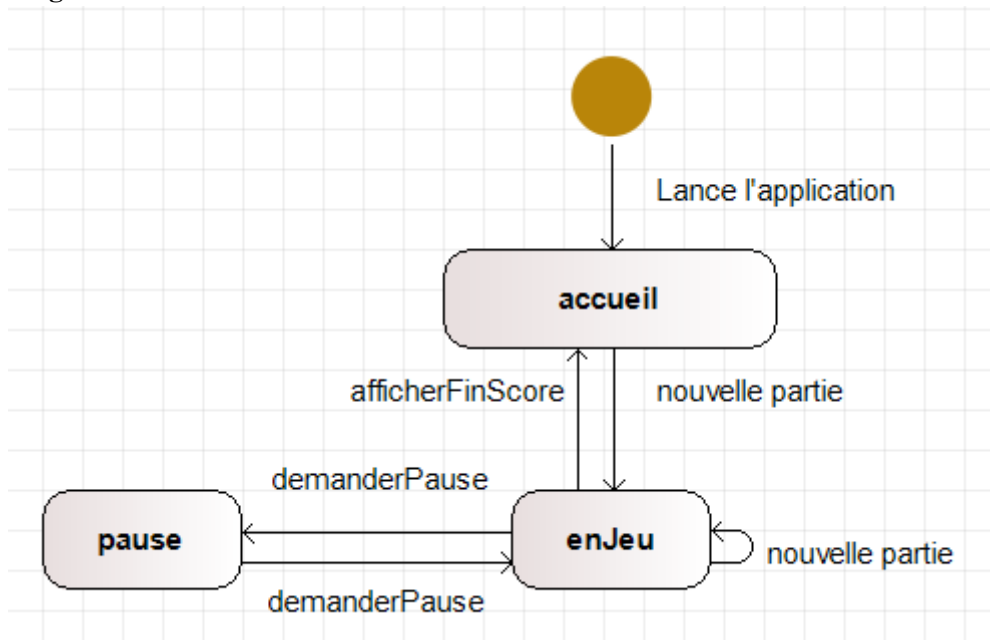 Lance l'application
accueil
afficherFinScore
nouvelle partie
demanderPause
pause
enJeu
nouvelle partie
demanderPause